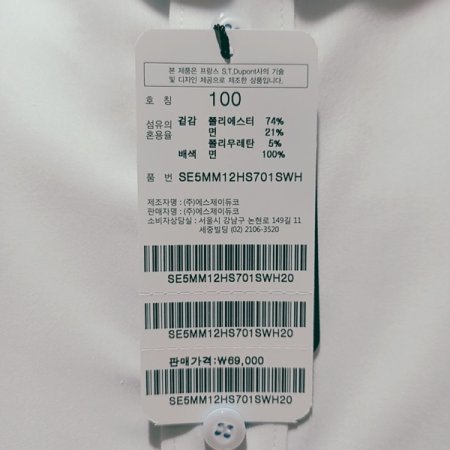 본 제품은 프랑스 S.T.Dupont사의 기술
및 디자인 제공으로 제조한 상품입니다.
호 칭 100
섬유의 혼용율 겉감 폴리에스터 74%
면 21%
폴리우레탄 5%
배색 면 100%
품 번 SE5MM12HS701SWH
제조자명 : (주)에스제이듀코
판매자명 : (주)에스제이듀코
소비자상담실 : 서울시 강남구 논현로 149길 11
세중빌딩 (02) 2106-3520
SE5MM12HS701SWH20
SE5MM12HS701SWH20
판매가격:₩69,000
SE5MM12HS701SWH20